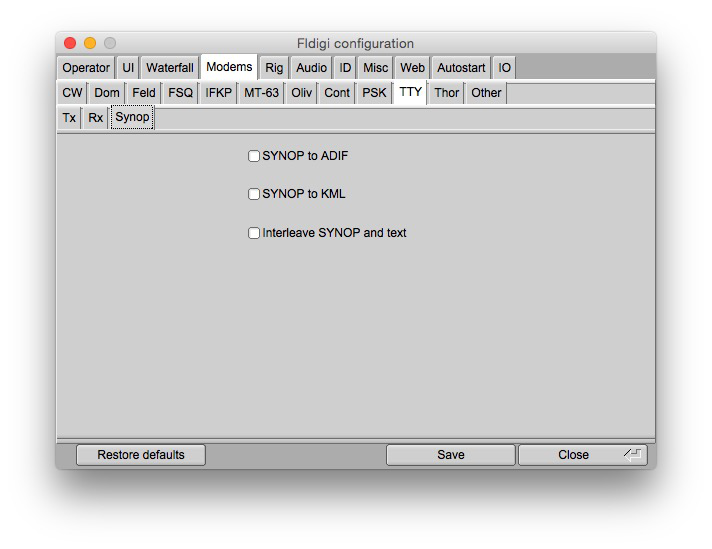 Fldigi configuration
Operator UI Waterfall Modems Rig Audio ID Misc Web Autostart IO
CW Dom Feld FSQ IFKP MT-63 Oliv Cont PSK TTY Thor Other
Tx Rx Synop
SYNOP to ADIF
SYNOP to KML
Interleave SYNOP and text
Restore defaults Save Close